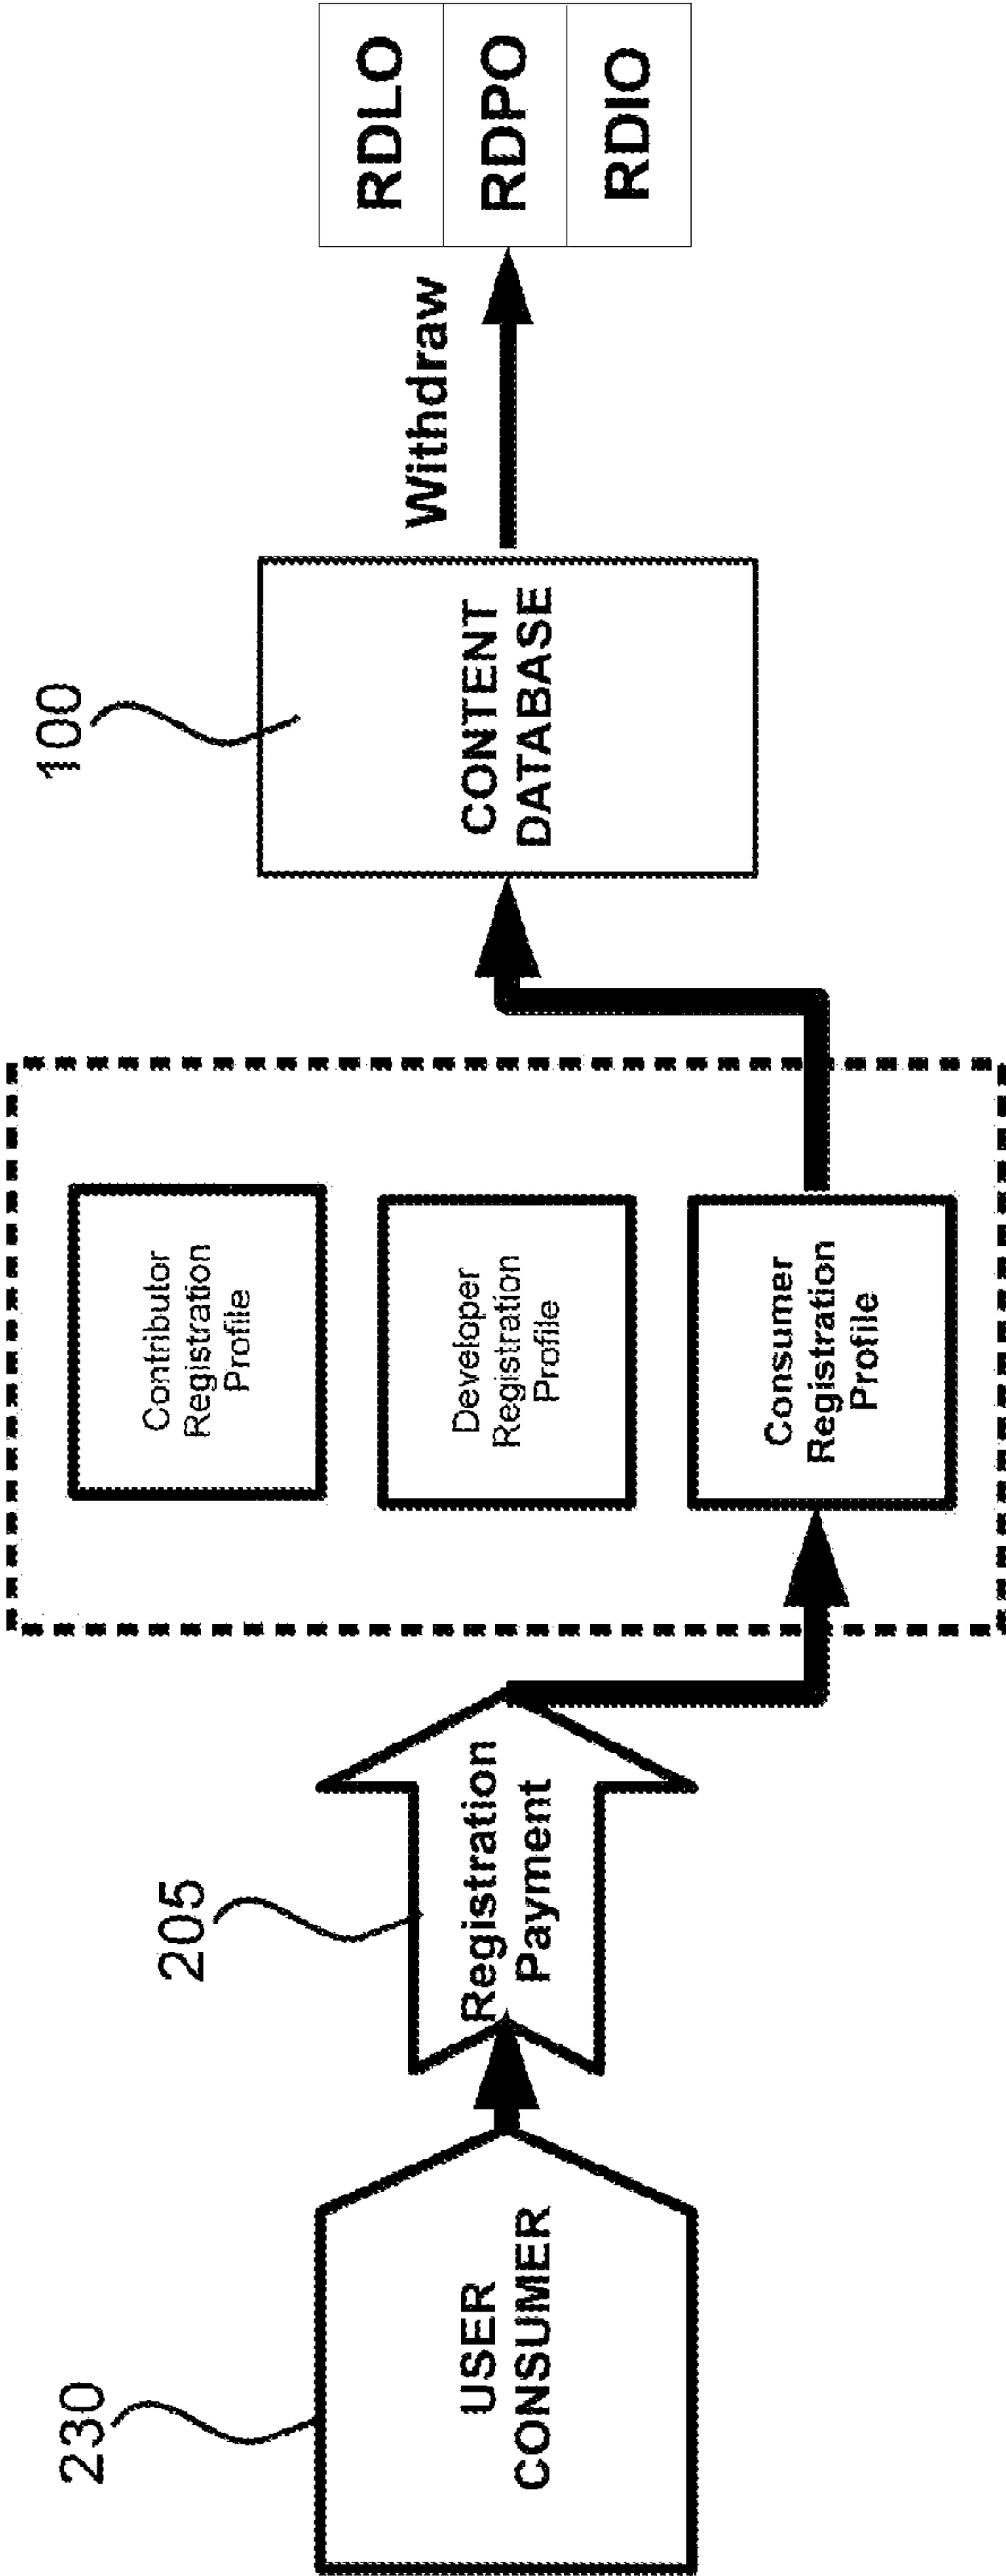 230
USER
CONSUMER
205
Registration
Payment
Contributor
Registration
Profile
Developer
Registration
Profile
Consumer
Registration
Profile
100
CONTENT
DATABASE
Withdraw
RDLO
RDPO
RDIO